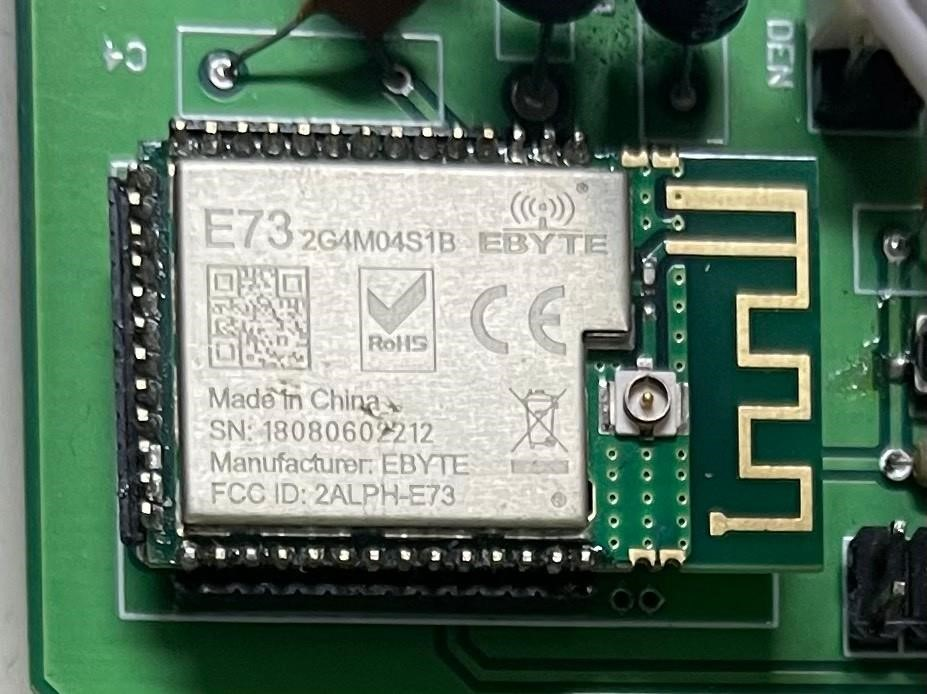 C4
DEN
E73 2G4M04S1B
EBYTE
®
RoHS
CE
Made in China
SN: 18080602212
Manufacturer: EBYTE
FCC ID: 2ALPH-E73